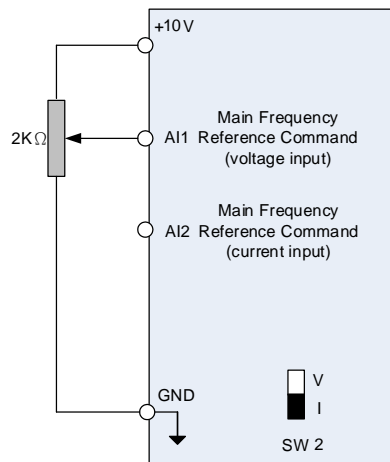 +10V
2KΩ
AI1 Main Frequency
Reference Command
(voltage input)
AI2 Main Frequency
Reference Command
(current input)
GND
V
I
SW 2